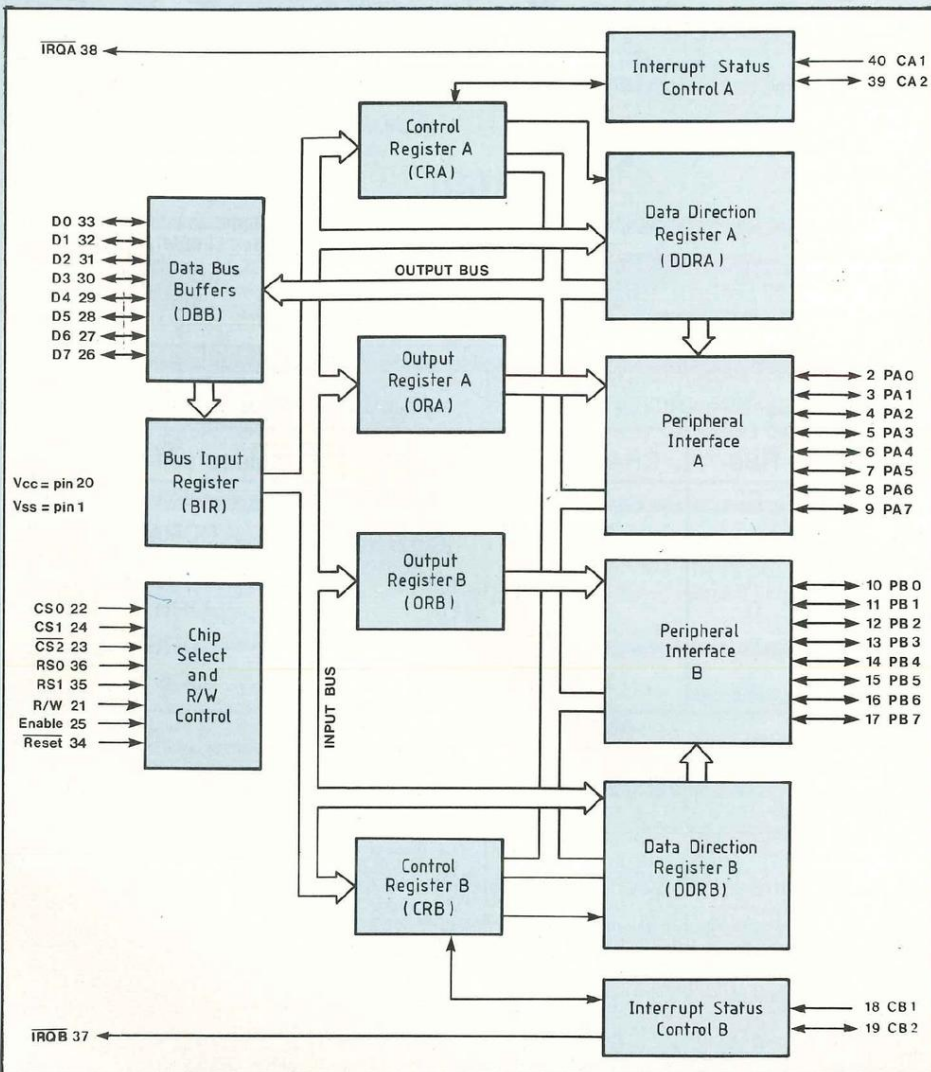 IRQA 38
Interrupt Status
Control A
40 CA1
39 CA2
Control
Register A
(CRA)
Data Direction
Register A
(DDRA)
D0 33
D1 32
D2 31
D3 30
D4 29
D5 28
D6 27
D7 26
Data Bus
Buffers
(DBB)
OUTPUT BUS
Output
Register A
(ORA)
Peripheral
Interface
A
2 PA0
3 PA1
4 PA2
5 PA3
6 PA4
7 PA5
8 PA6
9 PA7
Bus Input
Register
(BIR)
Vcc = pin 20
Vss = pin 1
Output
Register B
(ORB)
Peripheral
Interface
B
10 PB0
11 PB1
12 PB2
13 PB3
14 PB4
15 PB5
16 PB6
17 PB7
CS0 22
CS1 24
CS2 23
RS0 36
RS1 35
R/W 21
Enable 25
Reset 34
Chip
Select
and
R/W
Control
INPUT BUS
Control
Register B
(CRB)
Data Direction
Register B
(DDRB)
Interrupt Status
Control B
18 CB1
19 CB2
IRQB 37